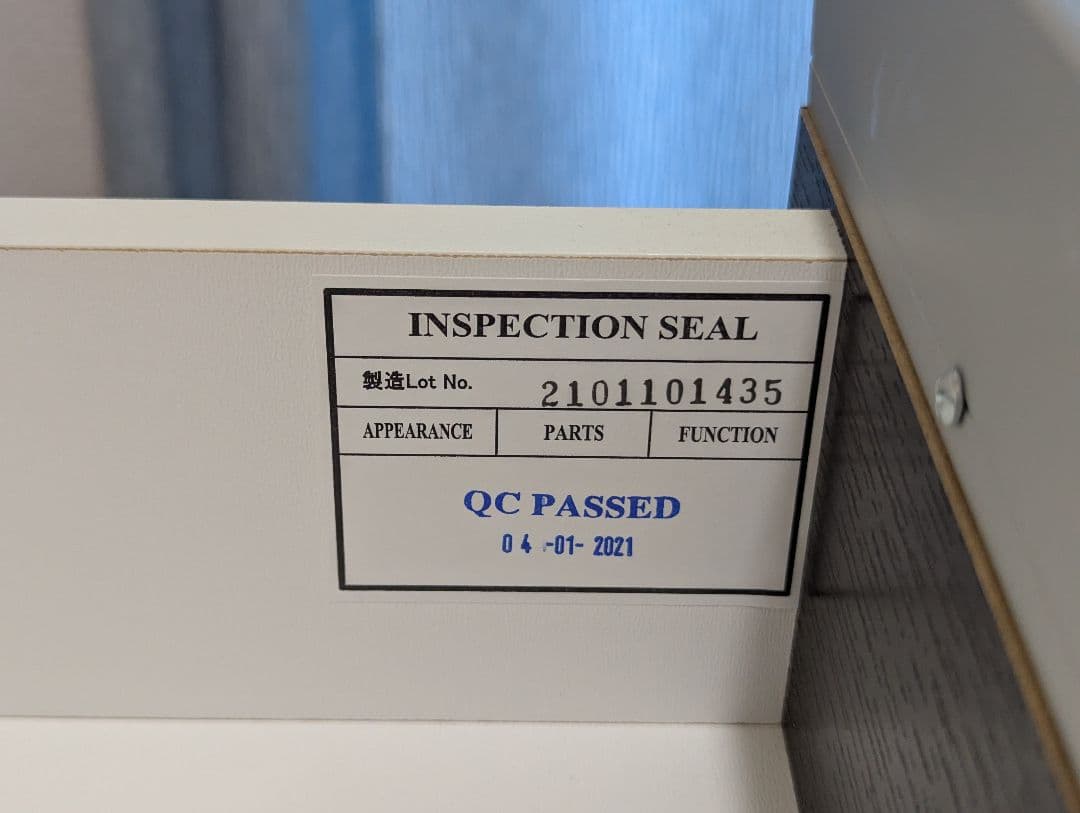 INSPECTION SEAL
製造Lot No. 2101101435
APPEARANCE PARTS FUNCTION
QC PASSED
04 -01- 2021